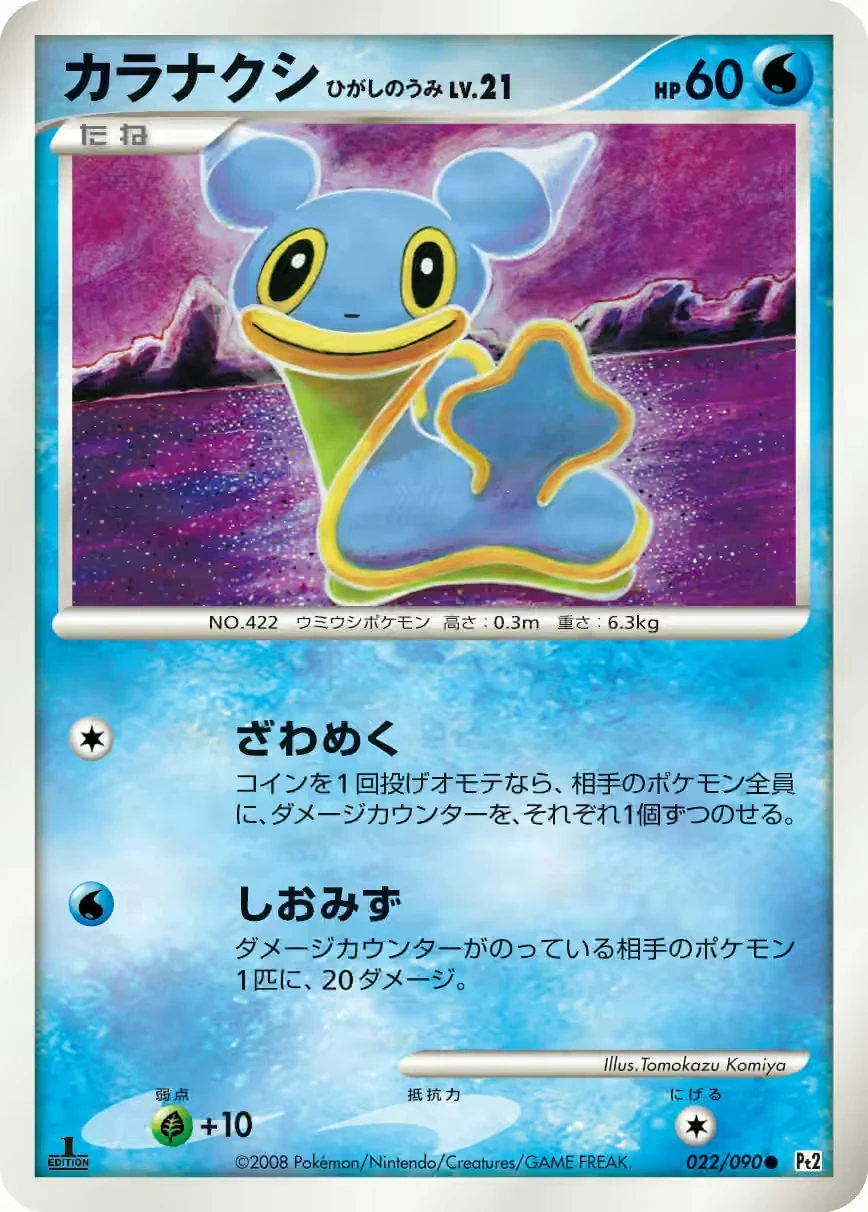 カラナクシ ひがしのうみ LV.21 HP 60
たね
NO.422 ウミウシポケモン 高さ:0.3m 重さ:6.3kg
ざわめく
コインを1回投げオモテなら、相手のポケモン全員
に、ダメージカウンターを、それぞれ1個ずつのせる。
しおみず
ダメージカウンターがのっている相手のポケモン
1匹に、20ダメージ。
Illus.Tomokazu Komiya
弱点 抵抗力 にげる
+10
1 EDITION ©2008 Pokémon/Nintendo/Creatures/GAME FREAK. 022/090 Pt2